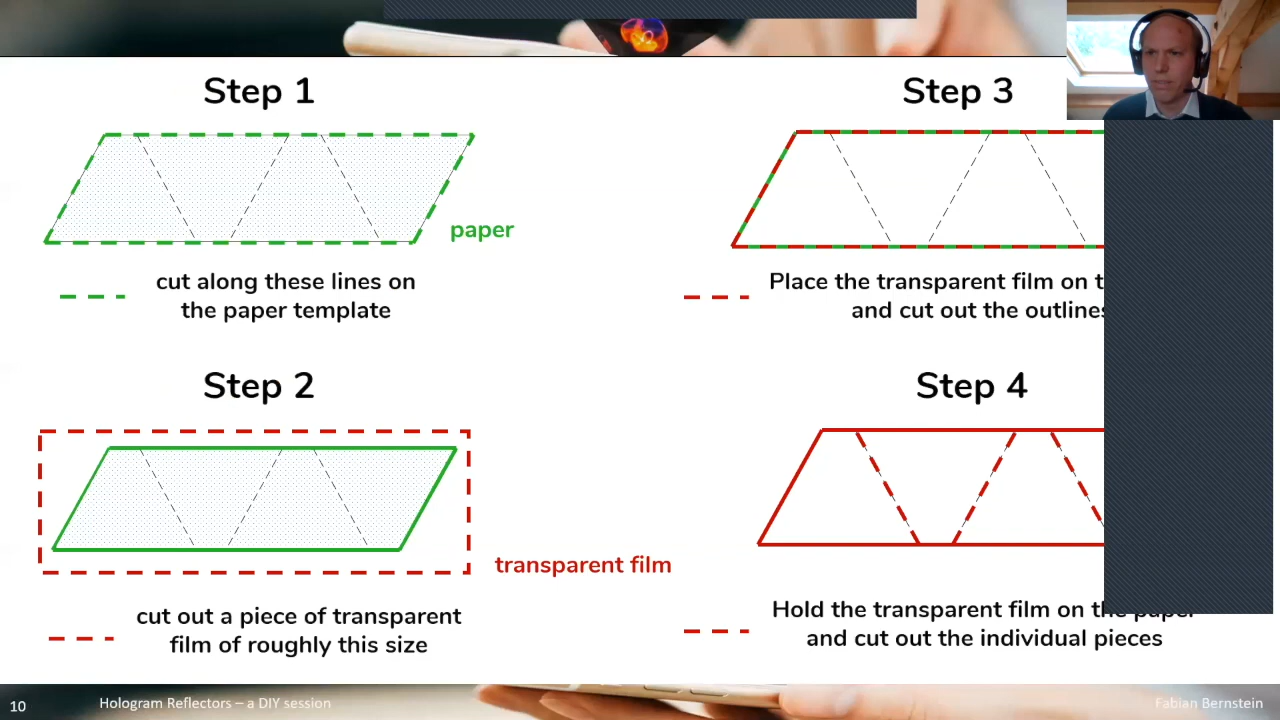 Step 1
paper
cut along these lines on
the paper template
Step 2
transparent film
cut out a piece of transparent
film of roughly this size
Step 3
Place the transparent film on
and cut out the outlines
Step 4
Hold the transparent film on the paper
and cut out the individual pieces
10
Hologram Reflectors – a DIY session
Fabian Bernstein